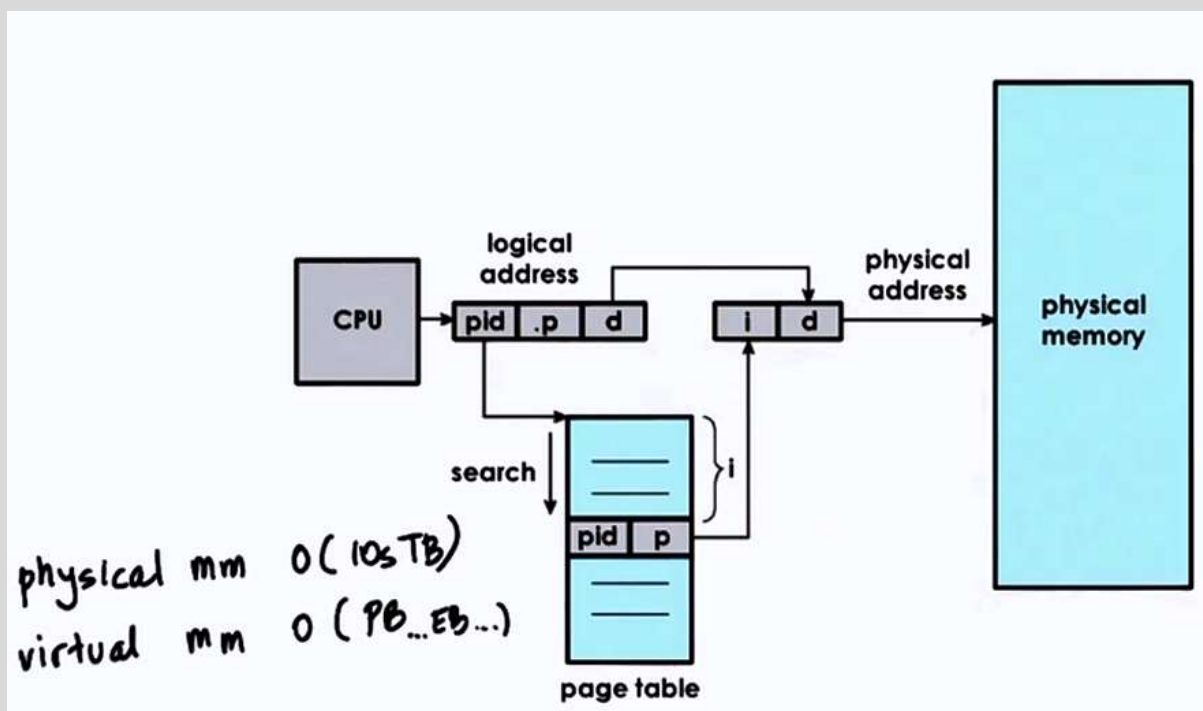 logical
address
physical
address
physical
memory
CPU
pid .p d
i d
search
i
pid p
page table
physical mm O(10s TB)
virtual mm O(PB...EB...)